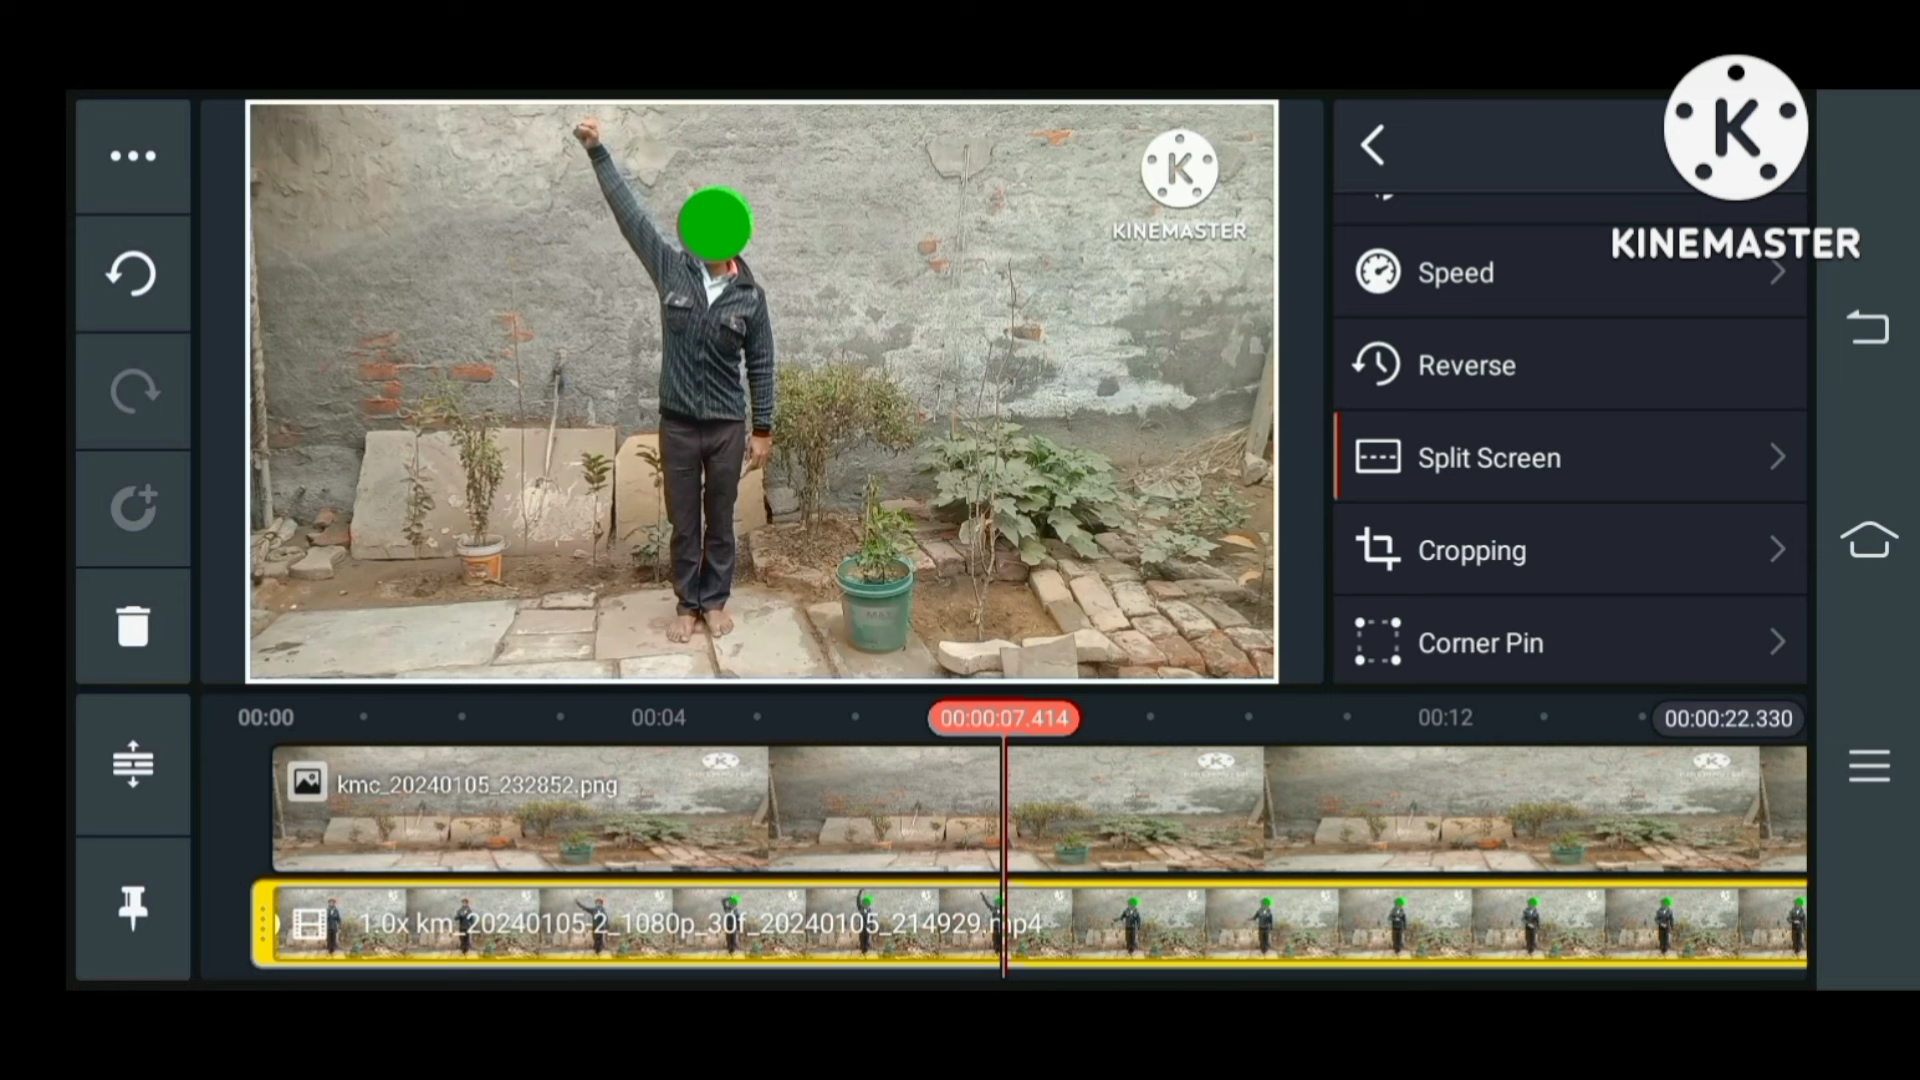 K
KINEMASTER
K
KINEMASTER
Speed
Reverse
Split Screen
Cropping
Corner Pin
00:00
00:04
00:00:07.414
00:12
00:00:22.330
kmc_20240105_232852.png
1.0x km_20240105-2_1080p_30f_20240105_214929.mp4